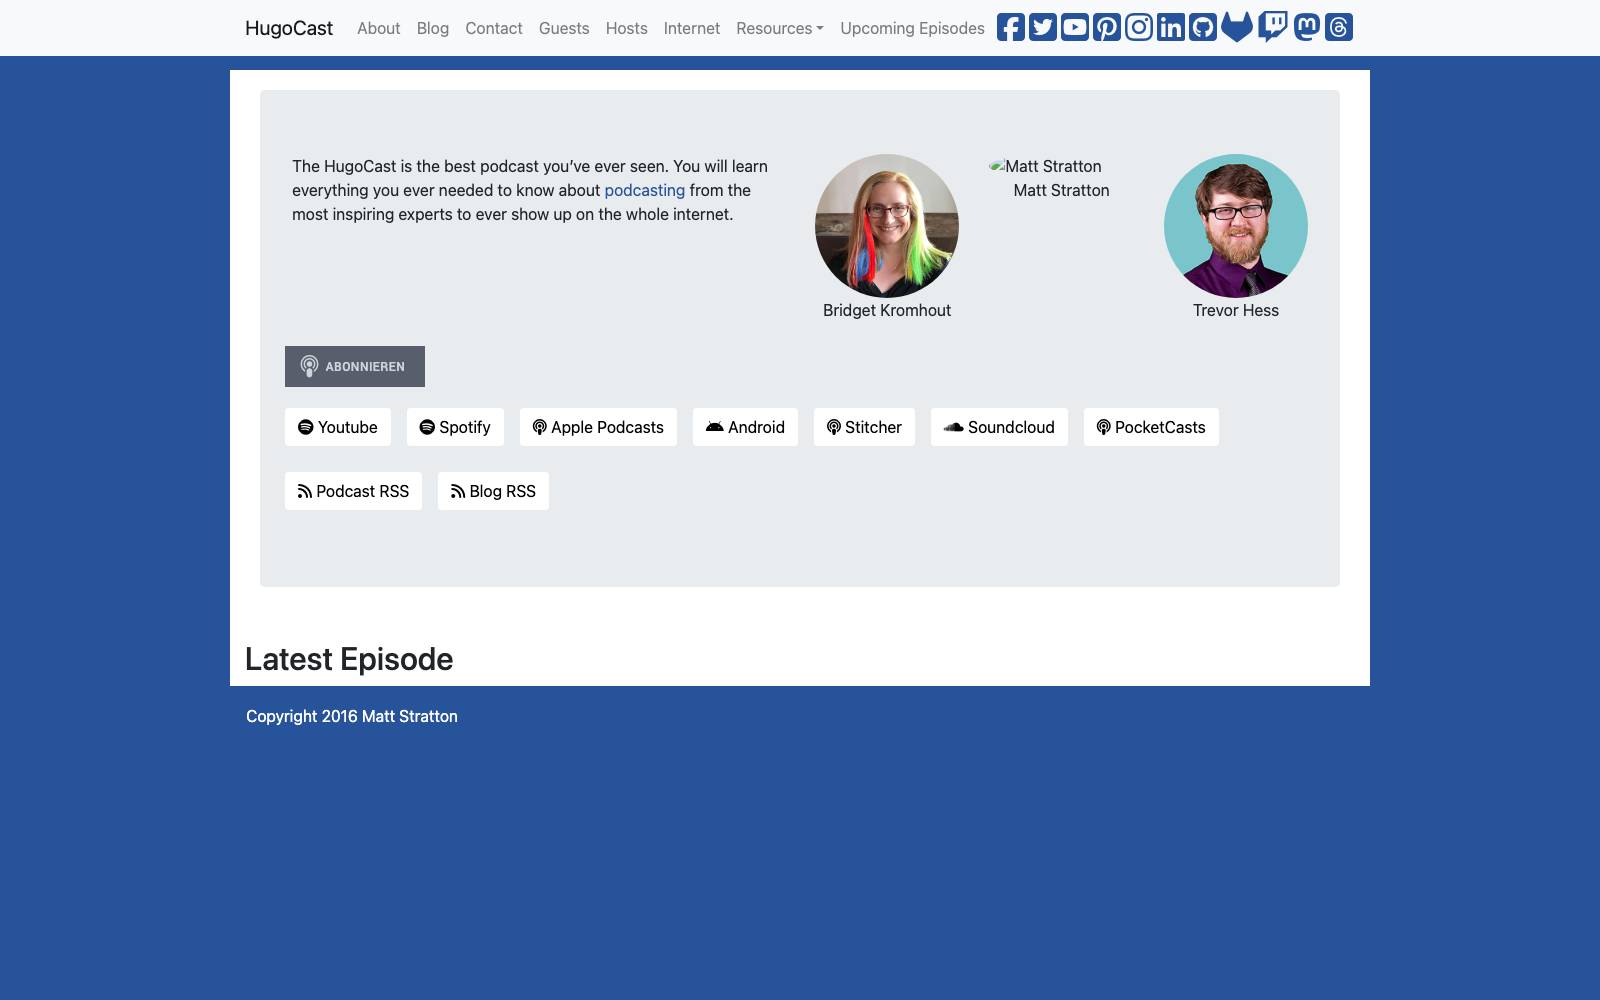 HugoCast About Blog Contact Guests Hosts Internet Resources Upcoming Episodes
The HugoCast is the best podcast you've ever seen. You will learn
everything you ever needed to know about podcasting from the
most inspiring experts to ever show up on the whole internet.
Bridget Kromhout
Matt Stratton
Matt Stratton
Trevor Hess
ABONNIEREN
Youtube Spotify Apple Podcasts Android Stitcher Soundcloud PocketCasts
Podcast RSS Blog RSS
Latest Episode
Copyright 2016 Matt Stratton